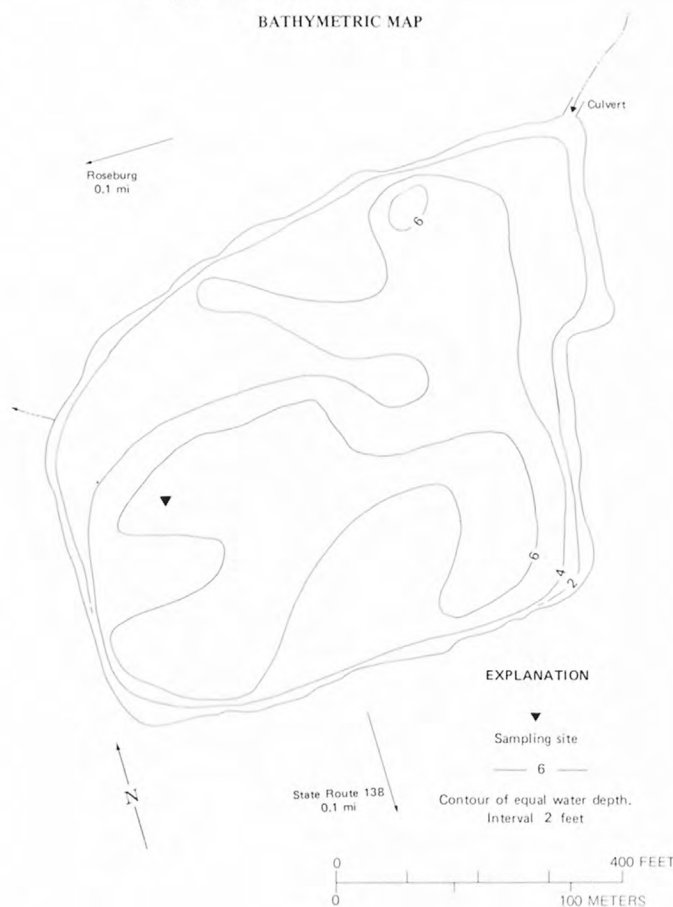 BATHYMETRIC MAP
Culvert
Roseburg
0.1 mi
6
6
4
2
EXPLANATION
Sampling site
6
Contour of equal water depth.
Interval 2 feet
State Route 138
0.1 mi
N
0 400 FEET
0 100 METERS